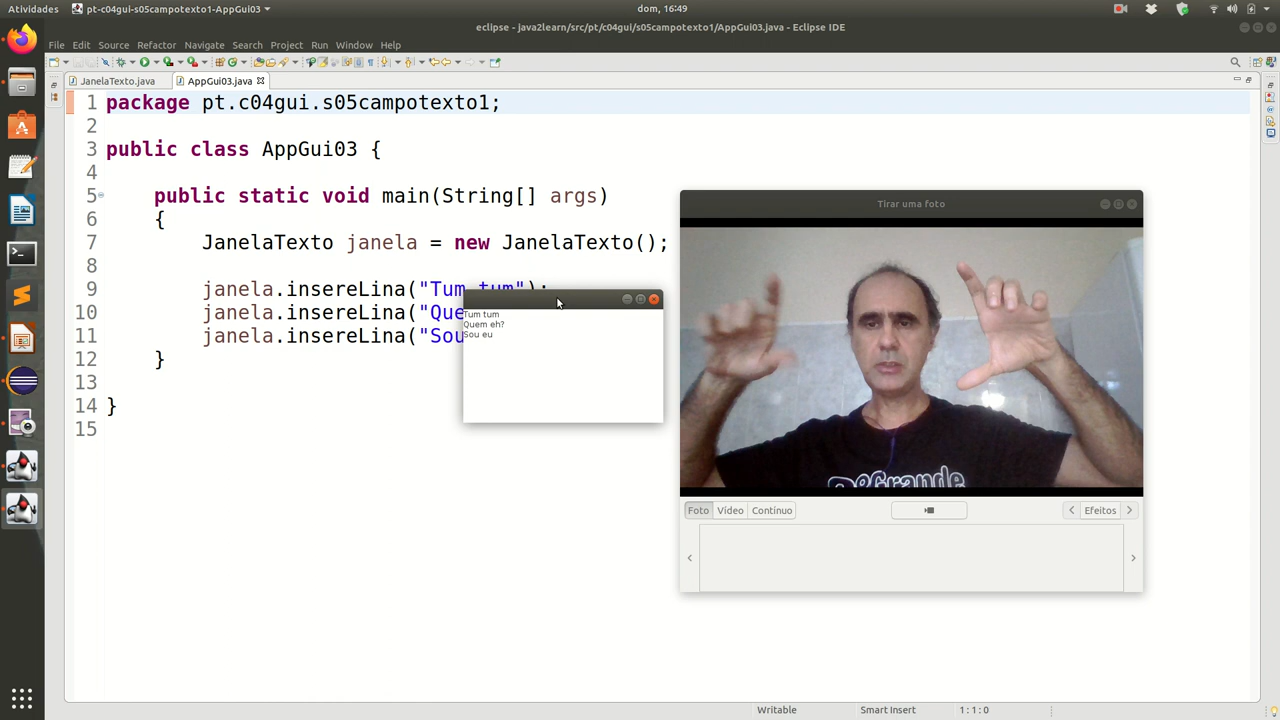 Atividades
pt-c04gui-s05campotexto1-AppGui03
dom, 16:49
eclipse - java2learn/src/pt/c04gui/s05campotexto1/AppGui03.java - Eclipse IDE
File Edit Source Refactor Navigate Search Project Run Window Help
JanelaTexto.java
AppGui03.java
1 package pt.c04gui.s05campotexto1;
2
3 public class AppGui03 {
4
5 public static void main(String[] args)
6 {
7 JanelaTexto janela = new JanelaTexto();
8
9 janela.insereLina("Tum tum");
10 janela.insereLina("Que
11 janela.insereLina("Sou
12 }
13
14 }
15
Tum tum
Quem eh?
Sou eu
Tirar uma foto
DeGrande
Foto Vídeo Contínuo
Efeitos
Writable
Smart Insert
1 : 1 : 0